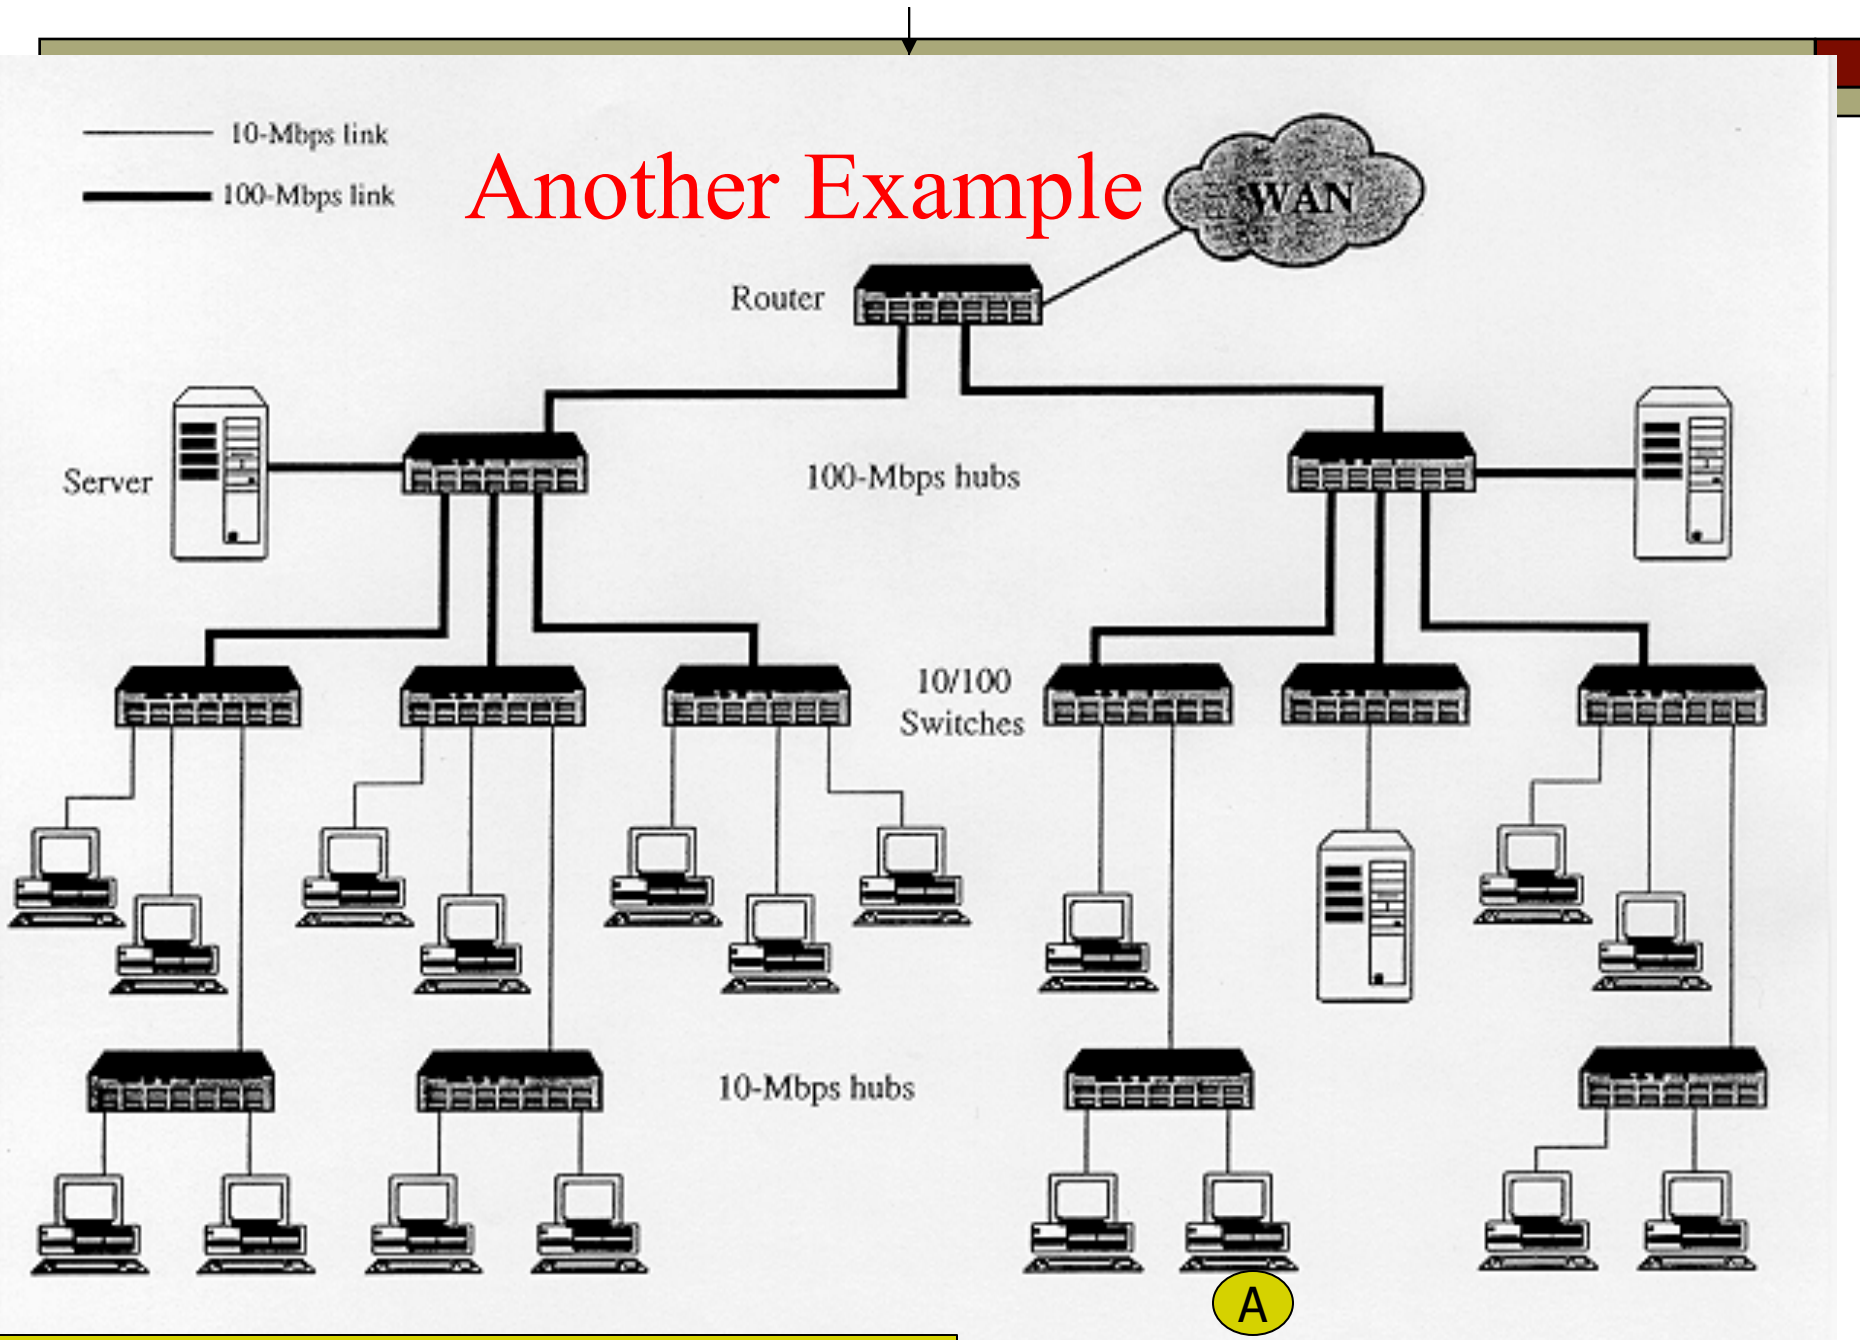 10-Mbps link
100-Mbps link
Another Example
WAN
Router
Server
100-Mbps hubs
10/100
Switches
10-Mbps hubs
A